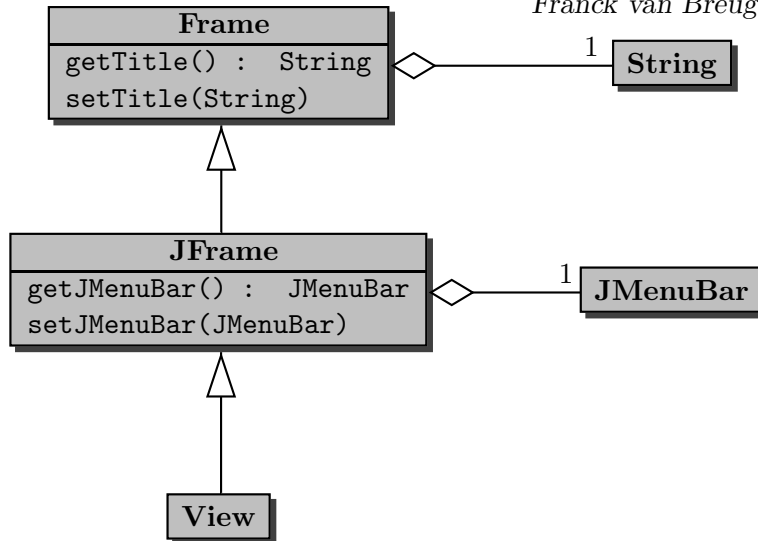 Franck van Breug
Frame
getTitle() : String
setTitle(String)
1
String
JFrame
getJMenuBar() : JMenuBar
setJMenuBar(JMenuBar)
1
JMenuBar
View